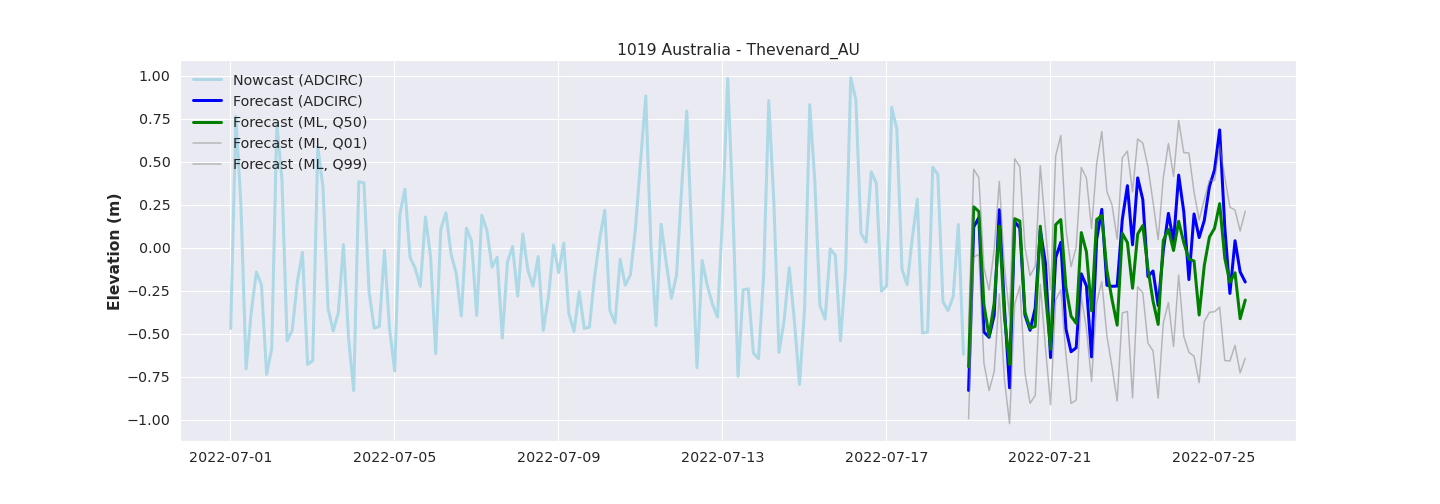 1019 Australia - Thevenard_AU
Nowcast (ADCIRC)
Forecast (ADCIRC)
Forecast (ML, Q50)
Forecast (ML, Q01)
Forecast (ML, Q99)
Elevation (m)
1.00
0.75
0.50
0.25
0.00
−0.25
−0.50
−0.75
−1.00
2022-07-01 2022-07-05 2022-07-09 2022-07-13 2022-07-17 2022-07-21 2022-07-25